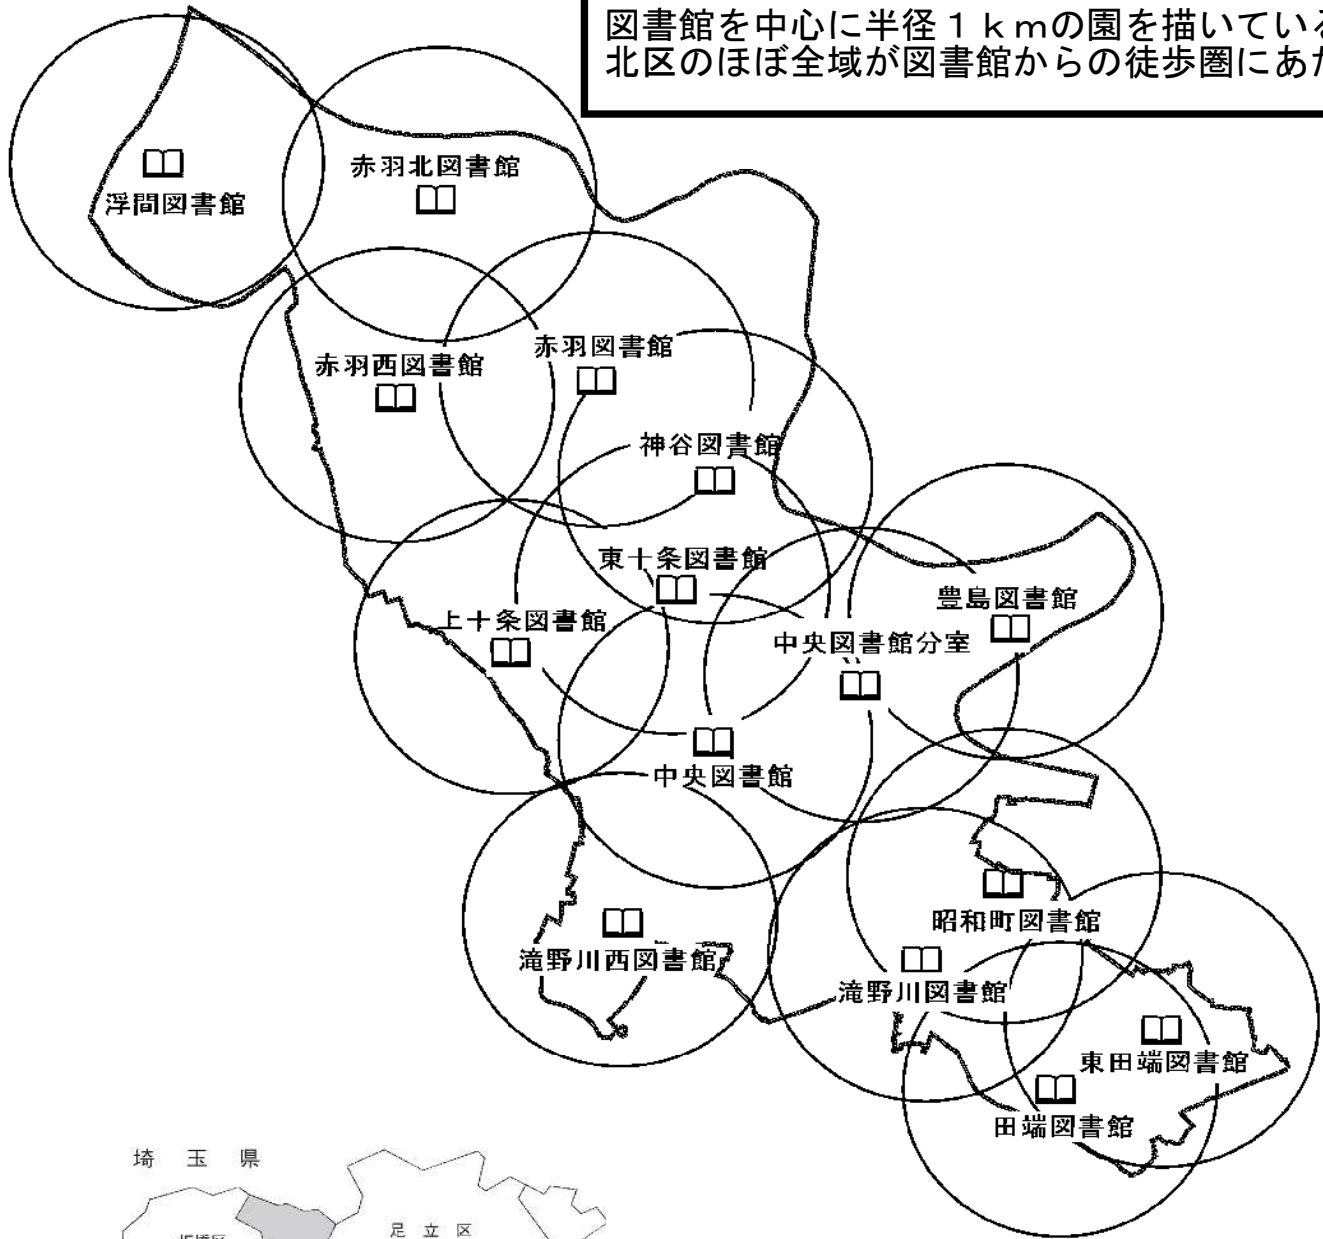 図書館を中心に半径1kmの園を描いている
北区のほぼ全域が図書館からの徒歩圏にあた
赤羽北図書館
浮間図書館
赤羽図書館
赤羽西図書館
神谷図書館
東十条図書館
豊島図書館
上十条図書館
中央図書館分室
中央図書館
昭和町図書館
滝野川西図書館
滝野川図書館
東田端図書館
田端図書館
埼玉県
足立区
板橋区